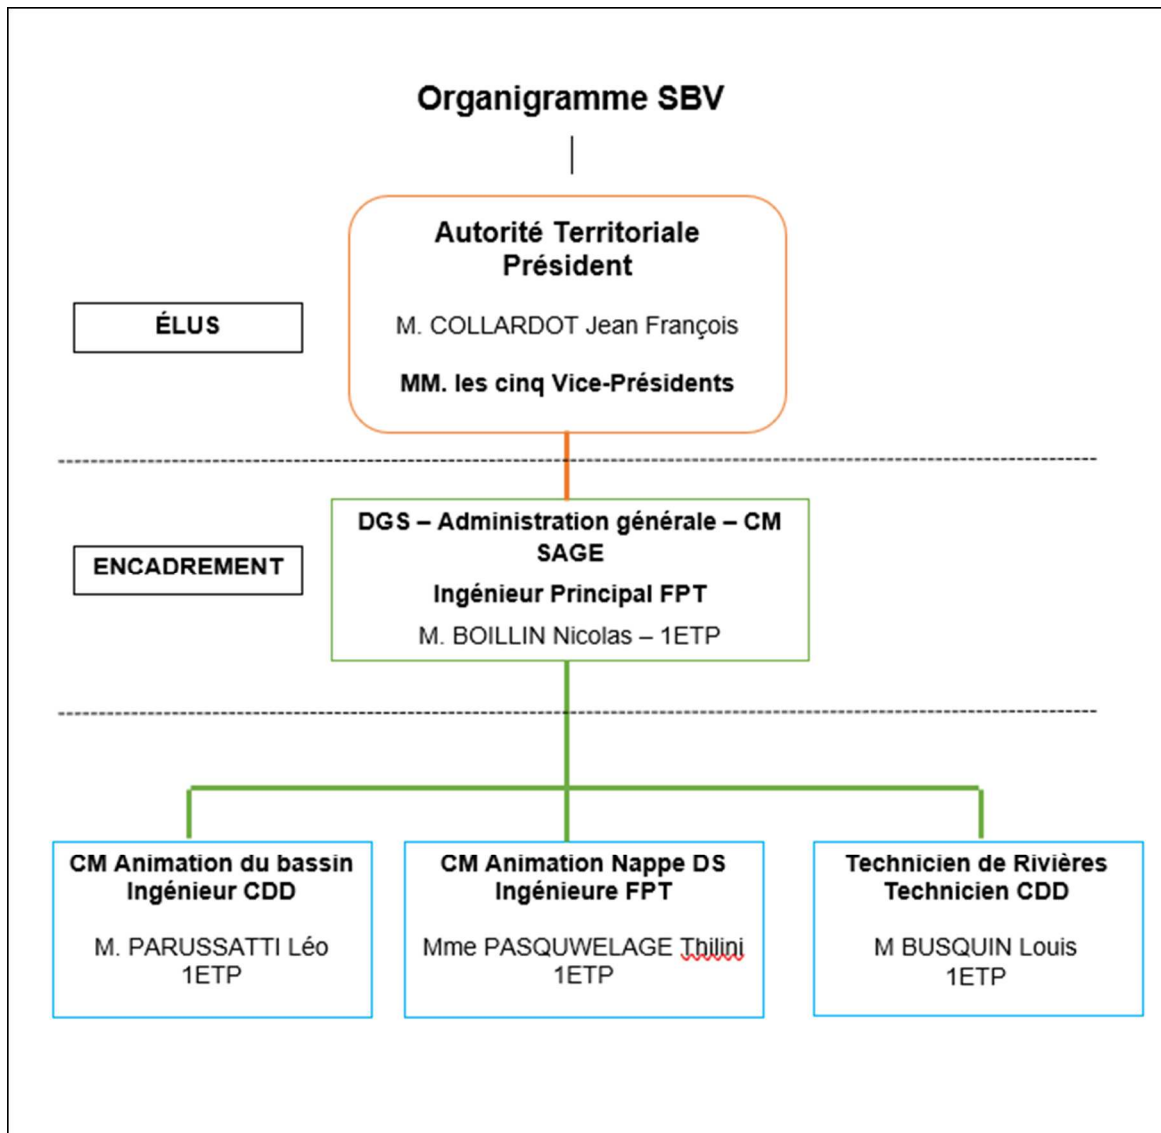 Organigramme SBV
Autorité Territoriale
Président
ÉLUS
M. COLLARDOT Jean François
MM. les cinq Vice-Présidents
DGS – Administration générale – CM
SAGE
ENCADREMENT
Ingénieur Principal FPT
M. BOILLIN Nicolas – 1ETP
CM Animation du bassin
Ingénieur CDD
M. PARUSSATTI Léo
1ETP
CM Animation Nappe DS
Ingénieure FPT
Mme PASQUWELAGE Thilini
1ETP
Technicien de Rivières
Technicien CDD
M BUSQUIN Louis
1ETP